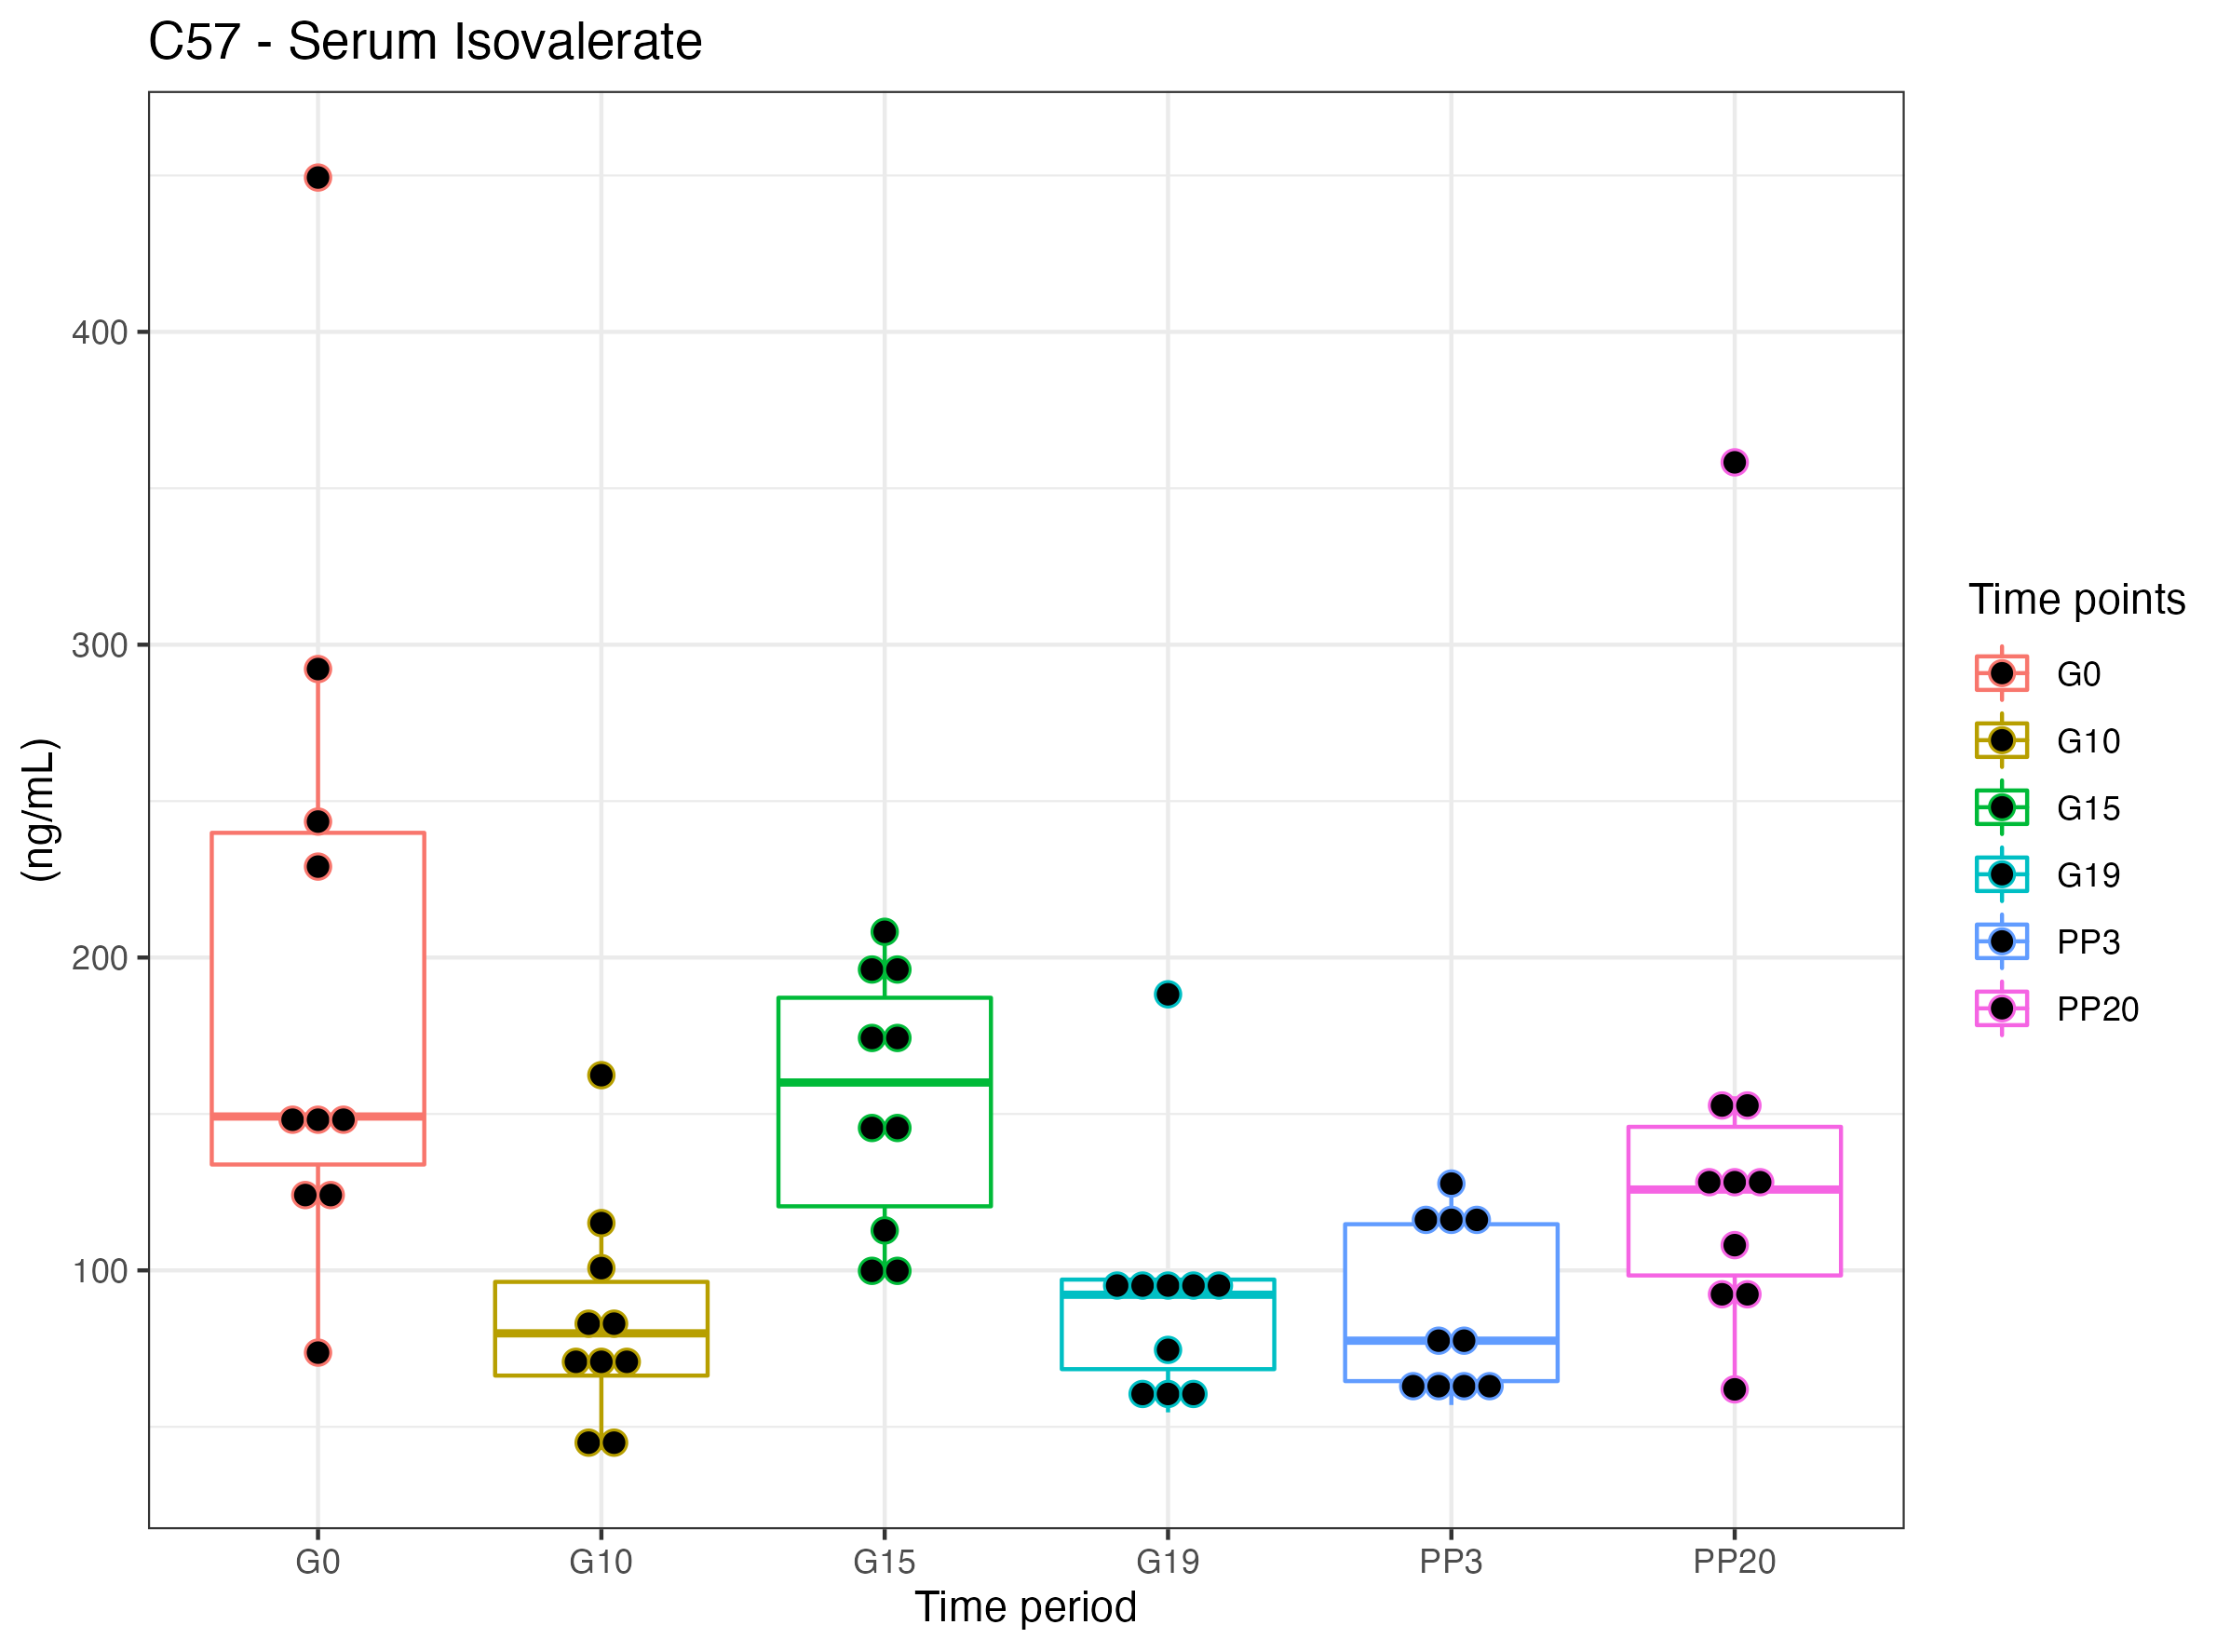 C57 - Serum Isovalerate
400
300
200
100
(ng/mL)
G0
G10
G15
G19
PP3
PP20
Time period
Time points
G0
G10
G15
G19
PP3
PP20